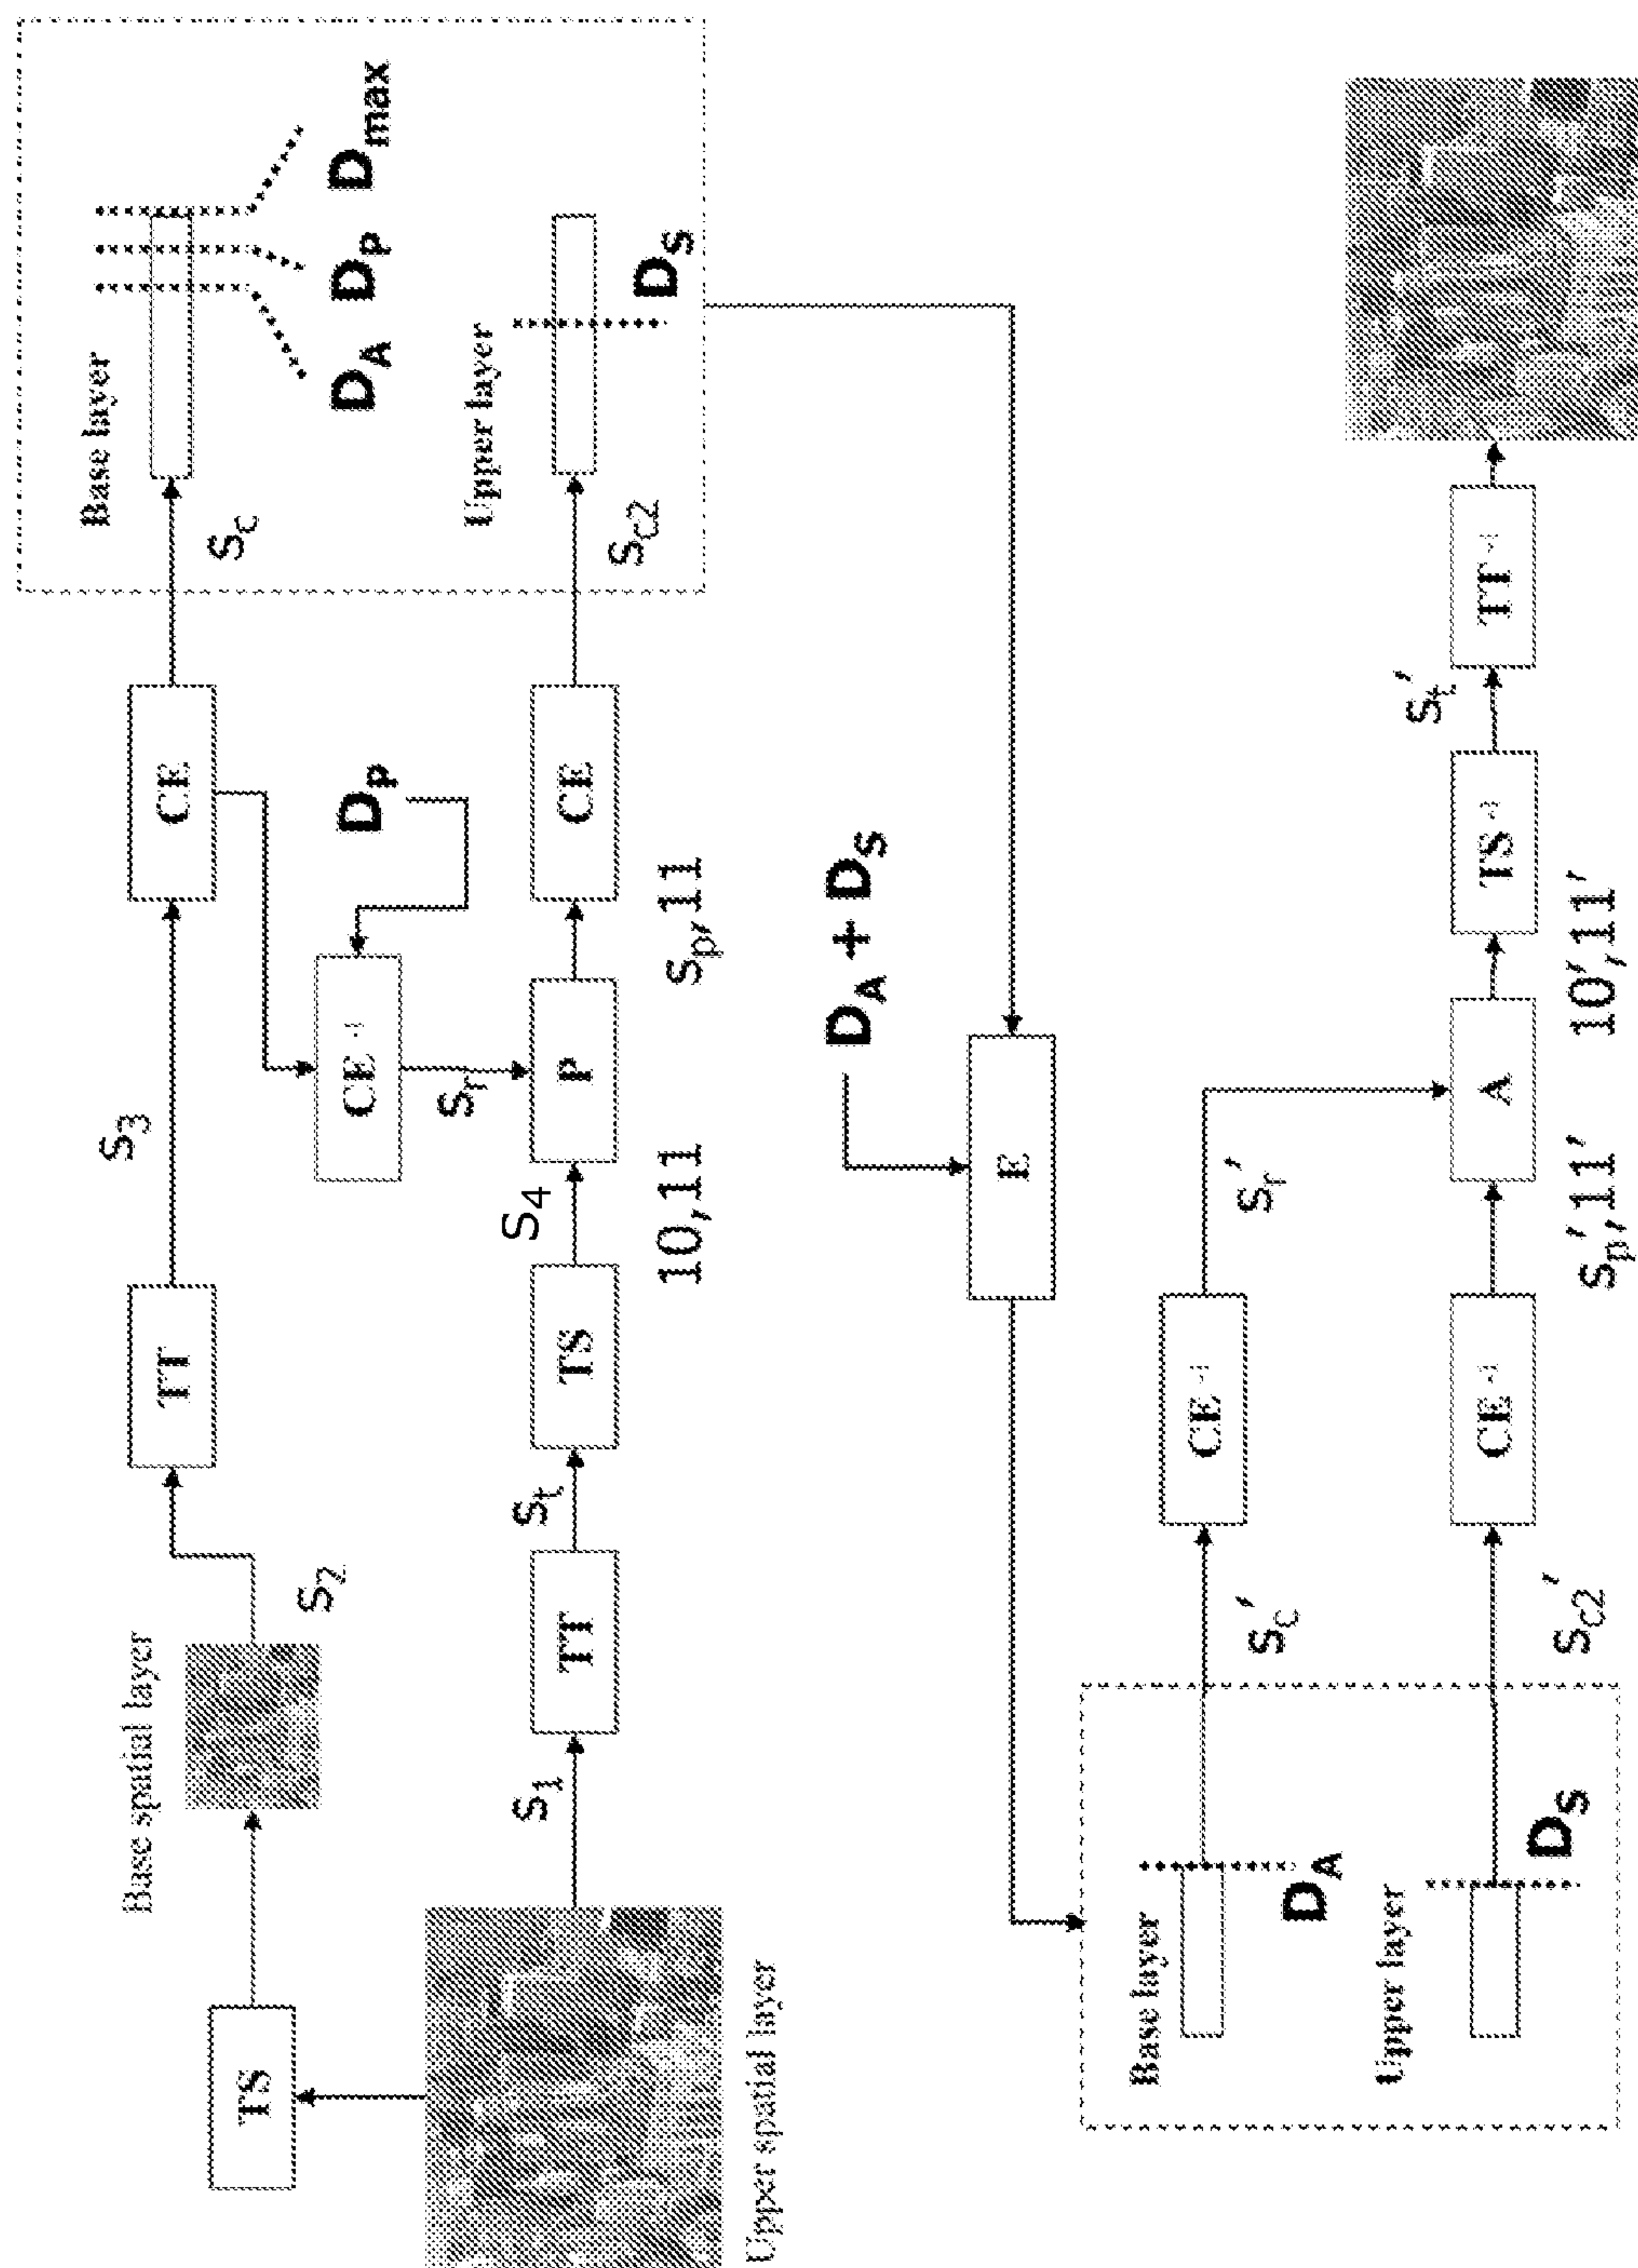 Base spatial layer
TS
S2
TT
S3
CE
Sc
Base layer
DA
DP
Dmax
CE-1
DP
Sr
Upper spatial layer
S1
TT
St
TS
S4
10,11
P
Sp,11
CE
Sc2
Upper layer
DS
DA + DS
E
Base layer
DA
Sc'
CE-1
Sr'
Upper layer
DS
Sc2'
CE-1
Sp',11'
A
10',11'
TS-1
St'
TT-1